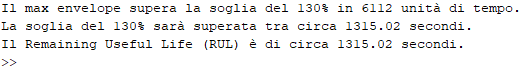 Il max envelope supera la soglia del 130% in 6112 unità di tempo.
La soglia del 130% sarà superata tra circa 1315.02 secondi.
Il Remaining Useful Life (RUL) è di circa 1315.02 secondi.
>>